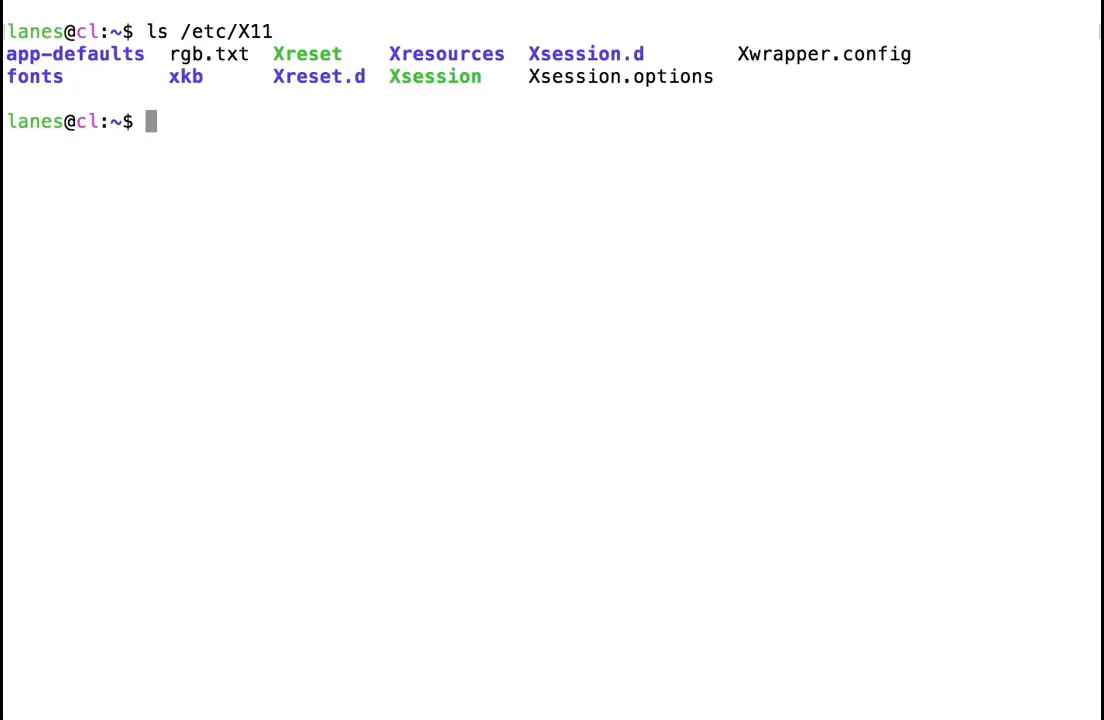 lanes@cl:~$ ls /etc/X11
app-defaults  rgb.txt  Xreset    Xresources  Xsession.d        Xwrapper.config
fonts         xkb      Xreset.d  Xsession    Xsession.options
lanes@cl:~$